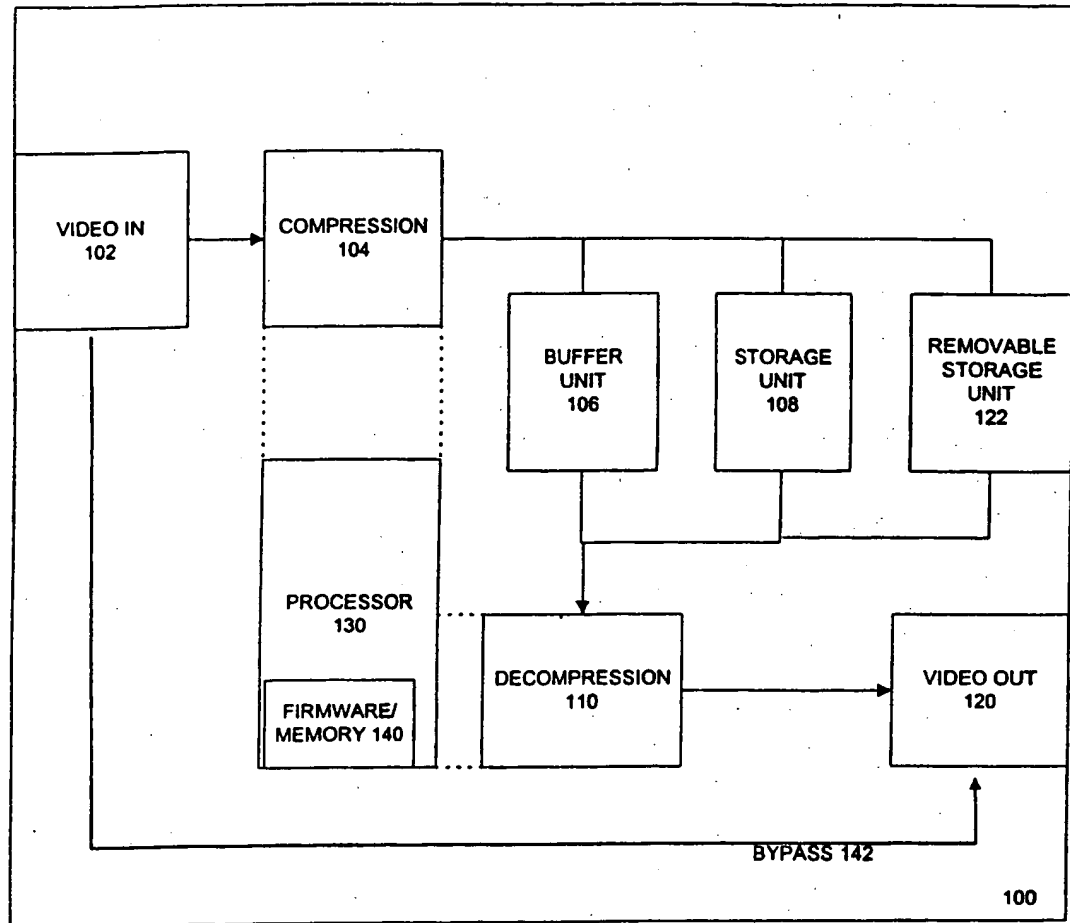 VIDEO IN
102
COMPRESSION
104
BUFFER
UNIT
106
STORAGE
UNIT
108
REMOVABLE
STORAGE
UNIT
122
PROCESSOR
130
FIRMWARE/
MEMORY 140
DECOMPRESSION
110
VIDEO OUT
120
BYPASS 142
100